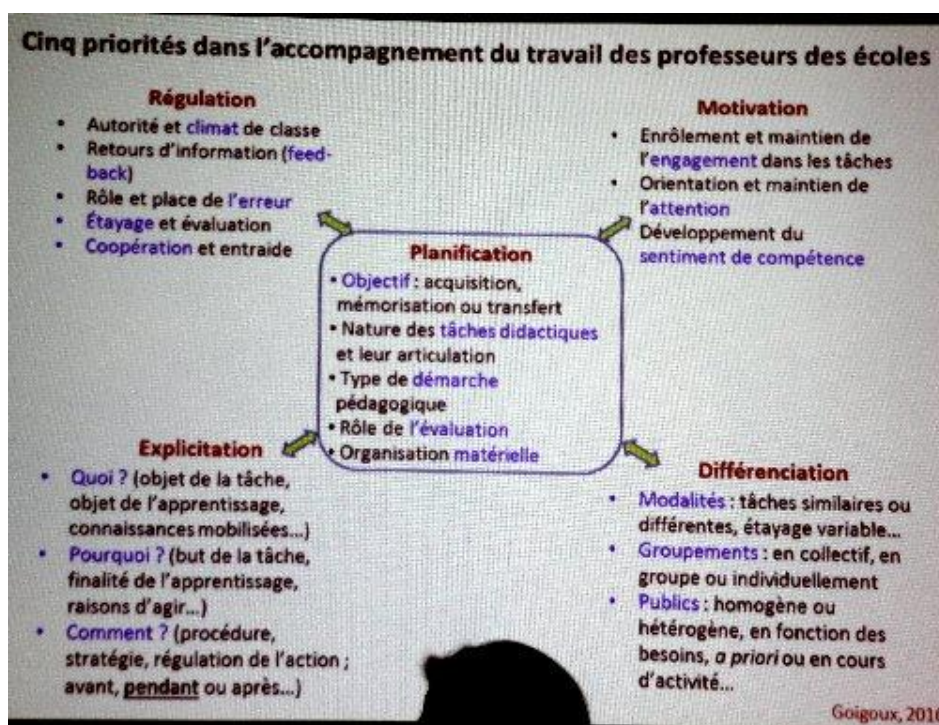 Cinq priorités dans l'accompagnement du travail des professeurs des écoles
Régulation
• Autorité et climat de classe
• Retours d'information (feed-
back)
• Rôle et place de l'erreur
• Étayage et évaluation
• Coopération et entraide
Motivation
• Enrôlement et maintien de
l'engagement dans les tâches
• Orientation et maintien de
l'attention
Développement du
sentiment de compétence
Planification
• Objectif : acquisition,
mémorisation ou transfert
• Nature des tâches didactiques
et leur articulation
• Type de démarche
pédagogique
• Rôle de l'évaluation
• Organisation matérielle
Explicitation
• Quoi ? (objet de la tâche,
objet de l'apprentissage,
connaissances mobilisées...)
• Pourquoi ? (but de la tâche,
finalité de l'apprentissage,
raisons d'agir...)
• Comment ? (procédure,
stratégie, régulation de l'action ;
avant, pendant ou après...)
Différenciation
• Modalités : tâches similaires ou
différentes, étayage variable...
• Groupements : en collectif, en
groupe ou individuellement
• Publics : homogène ou
hétérogène, en fonction des
besoins, a priori ou en cours
d'activité...
Goigoux, 2016